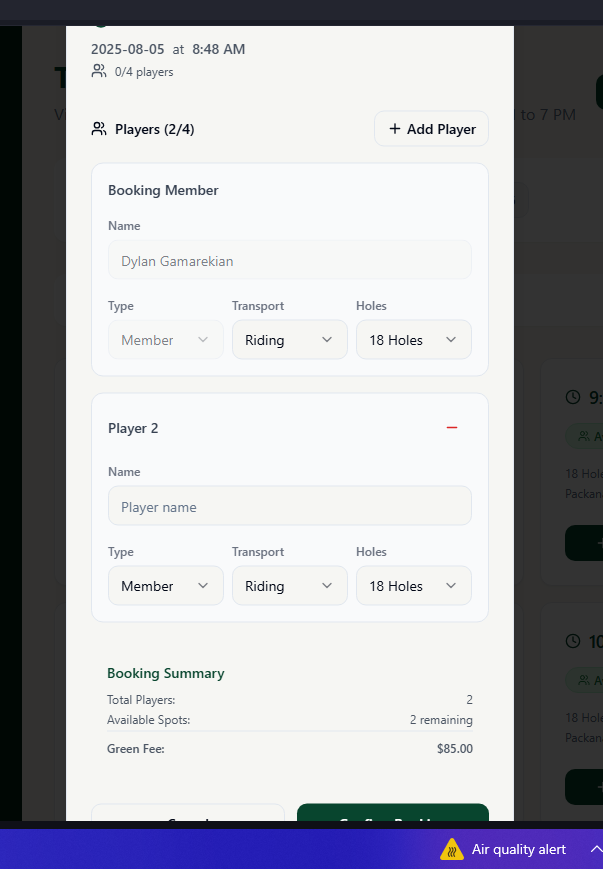 2025-08-05 at 8:48 AM
0/4 players
Players (2/4)
+ Add Player
Booking Member
Name
Dylan Gamarekian
Type Transport Holes
Member Riding 18 Holes
Player 2
Name
Player name
Type Transport Holes
Member Riding 18 Holes
Booking Summary
Total Players: 2
Available Spots: 2 remaining
Green Fee: $85.00
to 7 PM
9:
18 Hole
Packan
10
18 Hole
Packan
Air quality alert